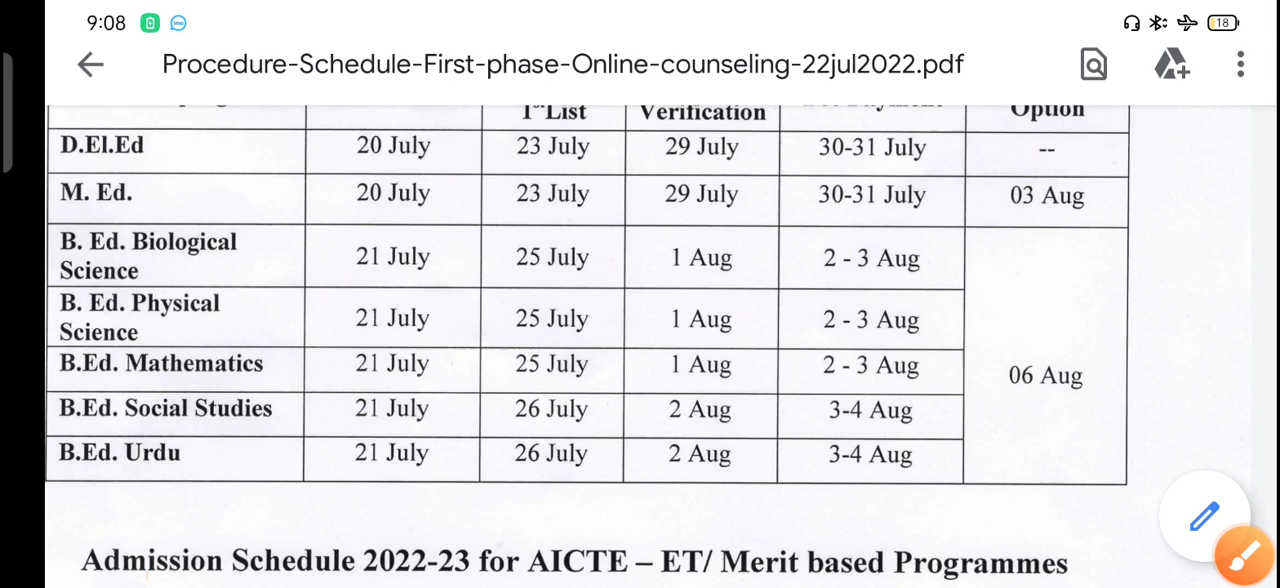 9:08
18
Procedure-Schedule-First-phase-Online-counseling-22jul2022.pdf
1st List Verification Option
D.El.Ed 20 July 23 July 29 July 30-31 July --
M. Ed. 20 July 23 July 29 July 30-31 July 03 Aug
B. Ed. Biological
Science 21 July 25 July 1 Aug 2 - 3 Aug
B. Ed. Physical
Science 21 July 25 July 1 Aug 2 - 3 Aug
B.Ed. Mathematics 21 July 25 July 1 Aug 2 - 3 Aug
06 Aug
B.Ed. Social Studies 21 July 26 July 2 Aug 3-4 Aug
B.Ed. Urdu 21 July 26 July 2 Aug 3-4 Aug
Admission Schedule 2022-23 for AICTE – ET/ Merit based Programmes